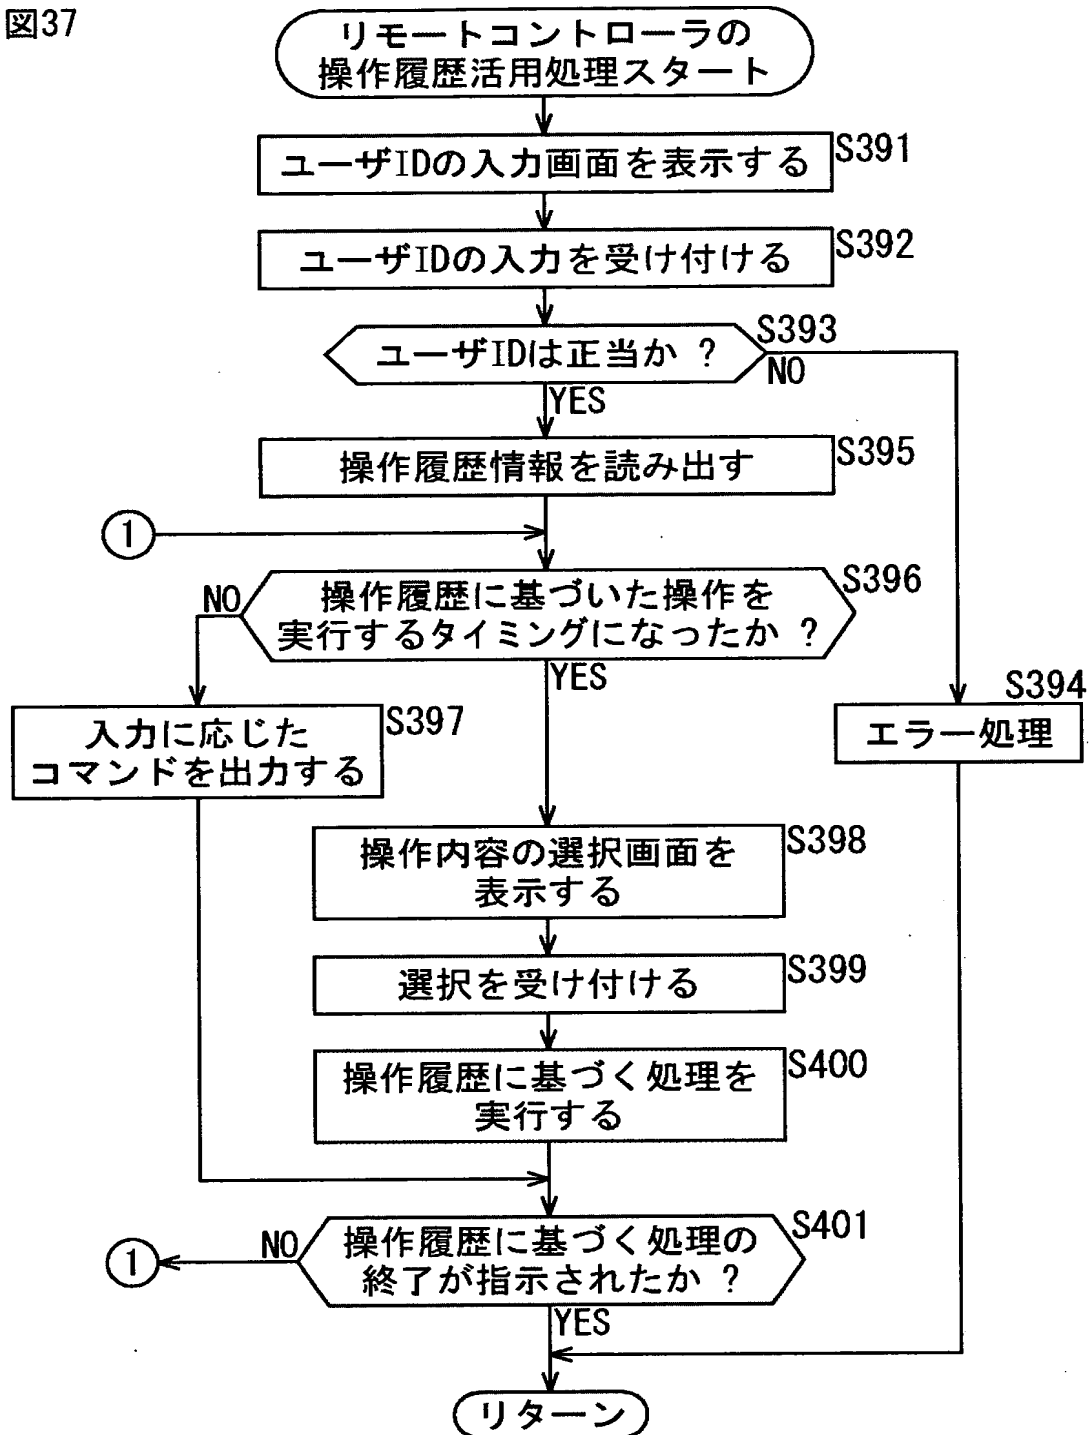 図37
リモートコントローラの
操作履歴活用処理スタート
ユーザIDの入力画面を表示する
S391
ユーザIDの入力を受け付ける
S392
ユーザIDは正当か ?
S393
NO
YES
操作履歴情報を読み出す
S395
1
操作履歴に基づいた操作を
実行するタイミングになったか ?
S396
NO
YES
入力に応じた
コマンドを出力する
S397
エラー処理
S394
操作内容の選択画面を
表示する
S398
選択を受け付ける
S399
操作履歴に基づく処理を
実行する
S400
操作履歴に基づく処理の
終了が指示されたか ?
S401
NO
1
YES
リターン